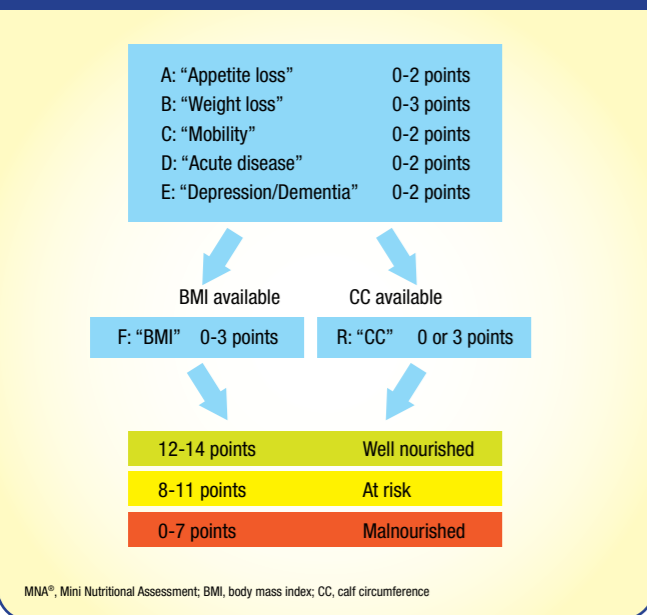 A: “Appetite loss” 0-2 points
B: “Weight loss” 0-3 points
C: “Mobility” 0-2 points
D: “Acute disease” 0-2 points
E: “Depression/Dementia” 0-2 points
BMI available CC available
F: “BMI” 0-3 points R: “CC” 0 or 3 points
12-14 points Well nourished
8-11 points At risk
0-7 points Malnourished
MNA®, Mini Nutritional Assessment; BMI, body mass index; CC, calf circumference